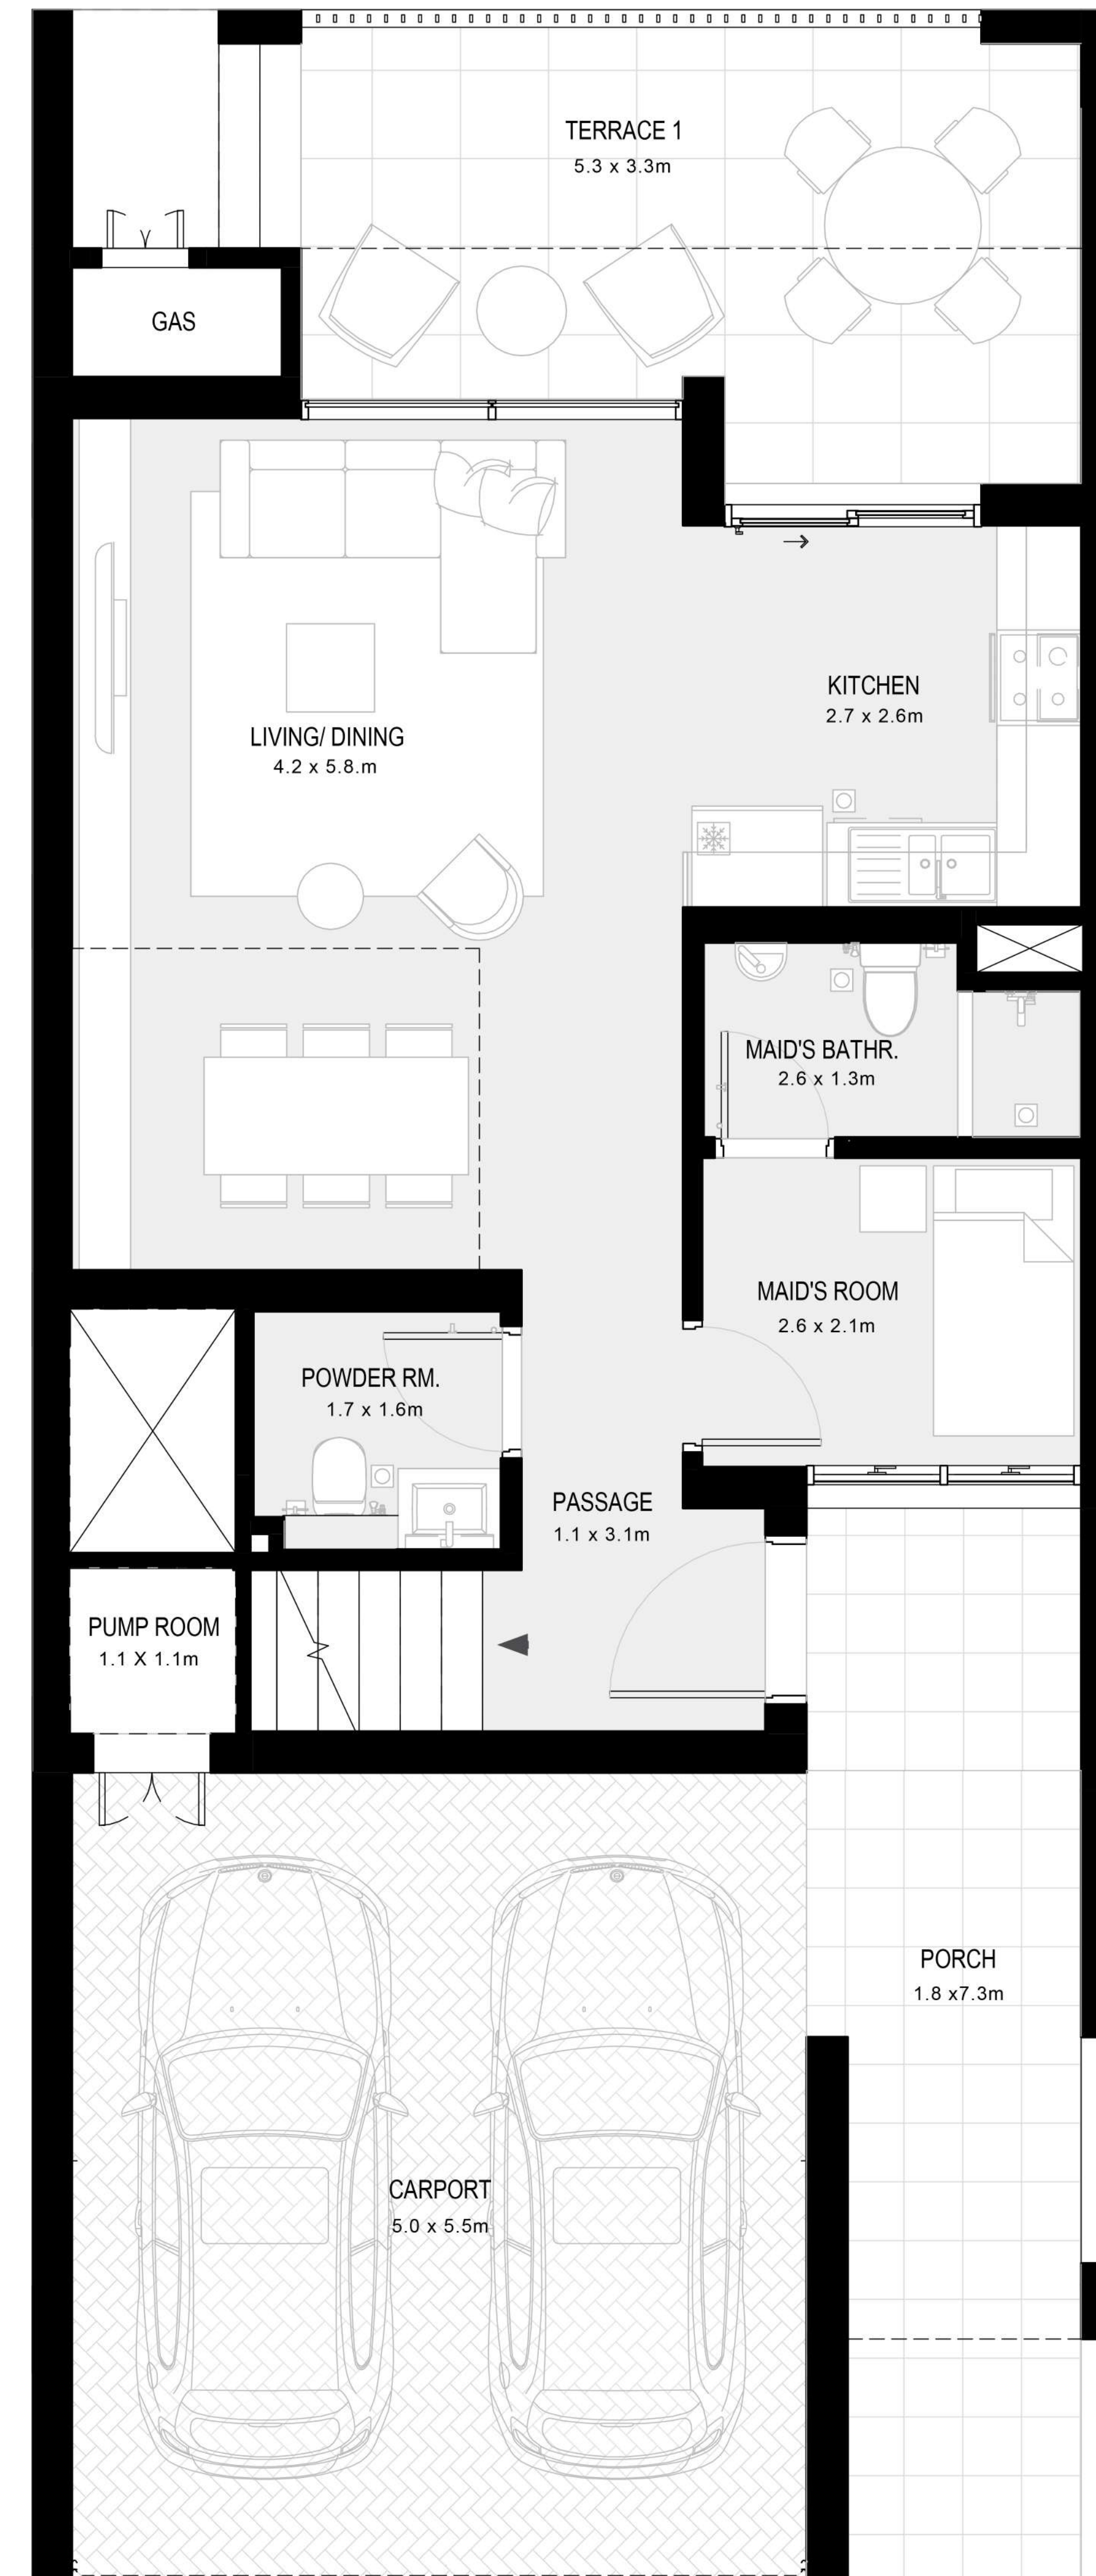 TERRACE 1
5.3 x 3.3m
GAS
KITCHEN
2.7 x 2.6m
LIVING/ DINING
4.2 x 5.8.m
MAID'S BATHR.
2.6 x 1.3m
MAID'S ROOM
2.6 x 2.1m
POWDER RM.
1.7 x 1.6m
PASSAGE
1.1 x 3.1m
PUMP ROOM
1.1 X 1.1m
PORCH
1.8 x7.3m
CARPORT
5.0 x 5.5m